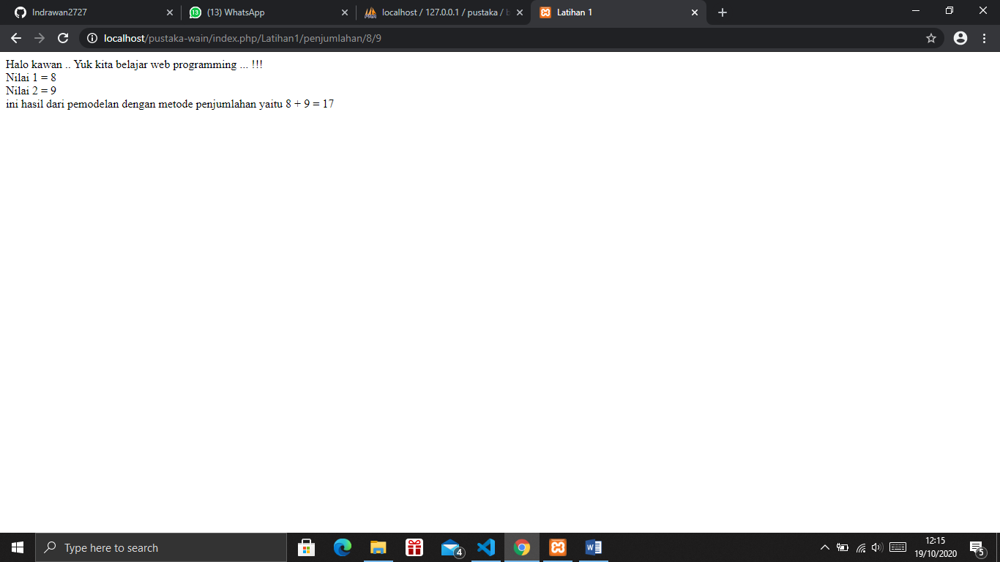 Indrawan2727
(13) WhatsApp
localhost / 127.0.0.1 / pustaka /
Latihan 1
localhost/pustaka-wain/index.php/Latihan1/penjumlahan/8/9
Halo kawan .. Yuk kita belajar web programming ... !!!
Nilai 1 = 8
Nilai 2 = 9
ini hasil dari pemodelan dengan metode penjumlahan yaitu 8 + 9 = 17
Type here to search
4
12:15
19/10/2020
5